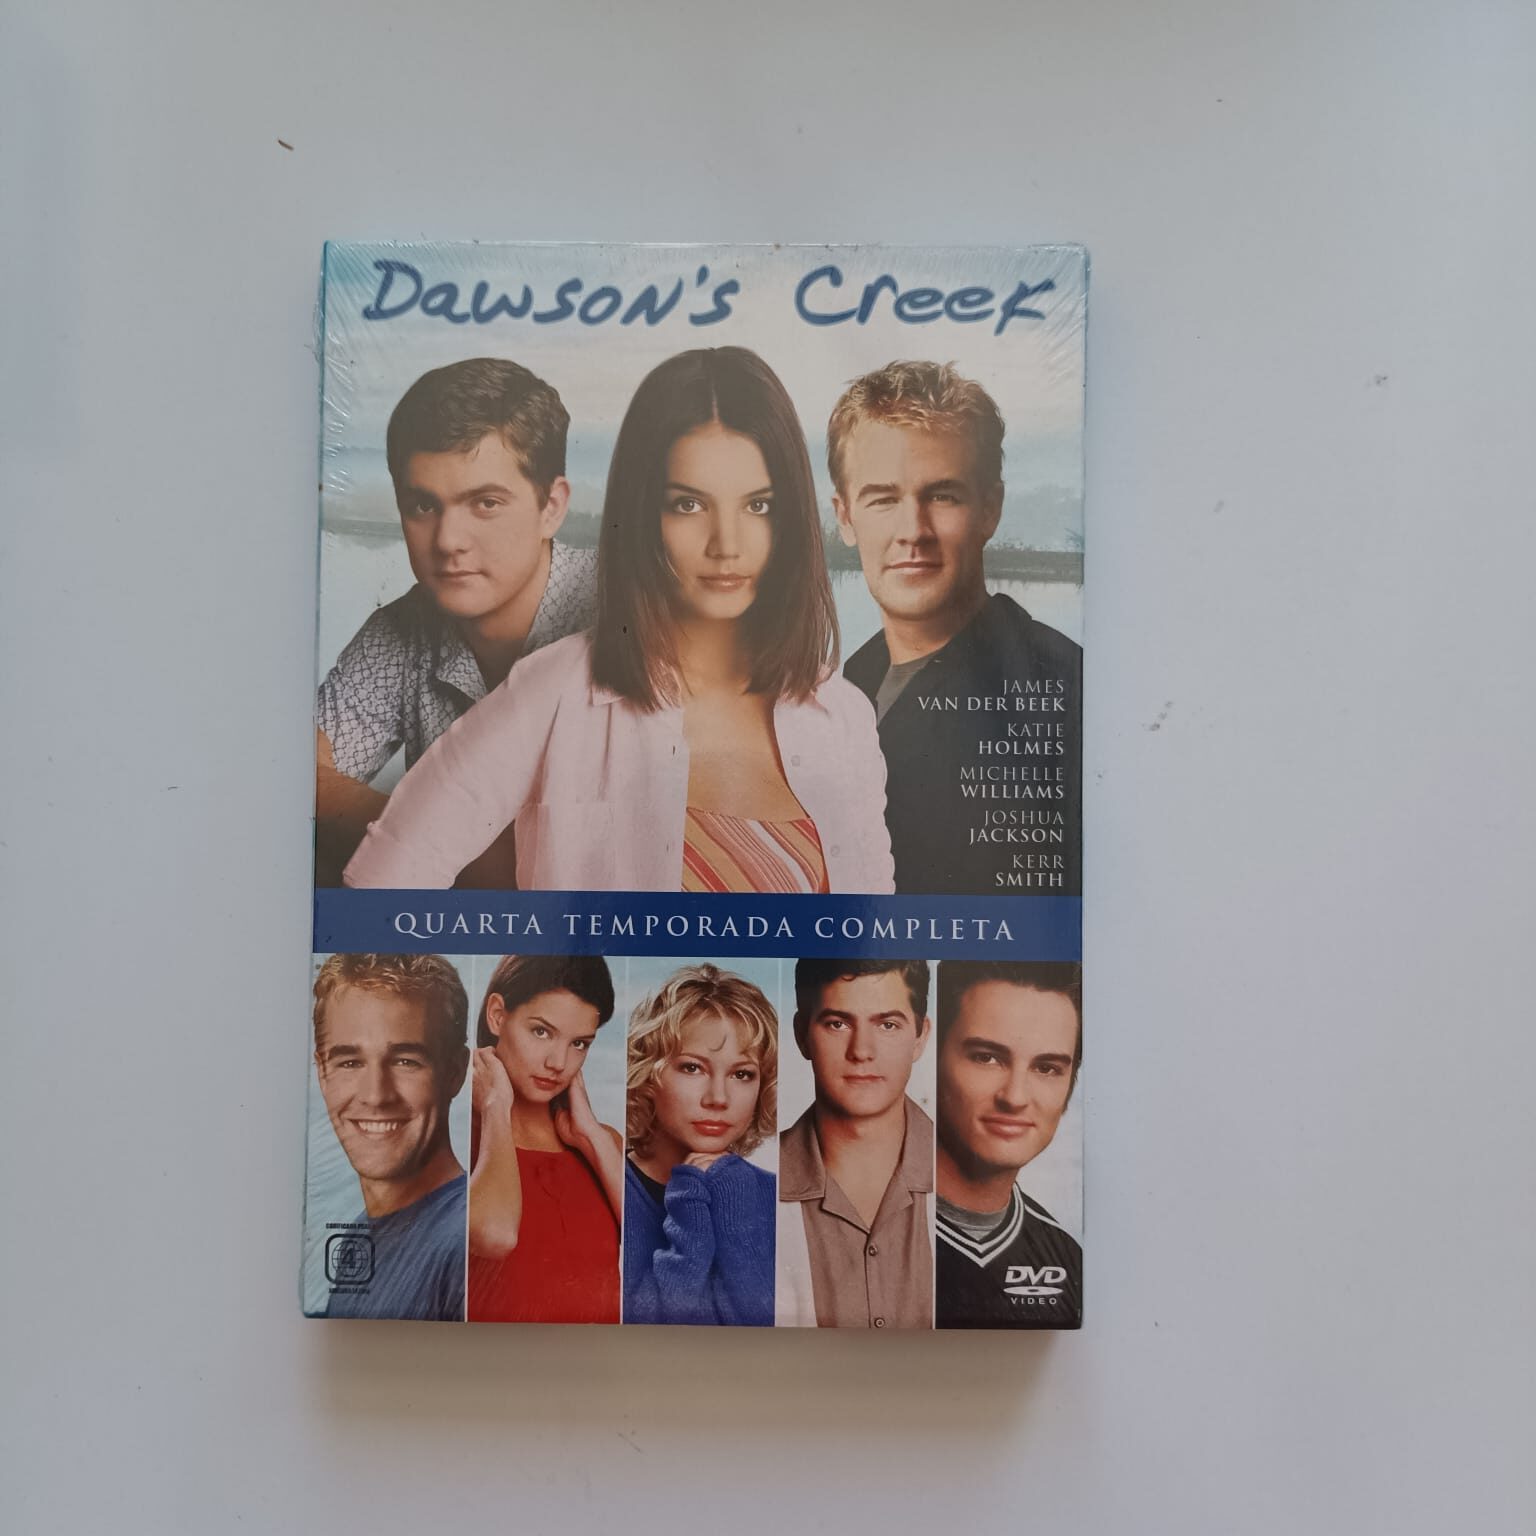 Dawson's Creek
JAMES
VAN DER BEEK
KATIE
HOLMES
MICHELLE
WILLIAMS
JOSHUA
JACKSON
KERR
SMITH
QUARTA TEMPORADA COMPLETA
4
DVD
VIDEO